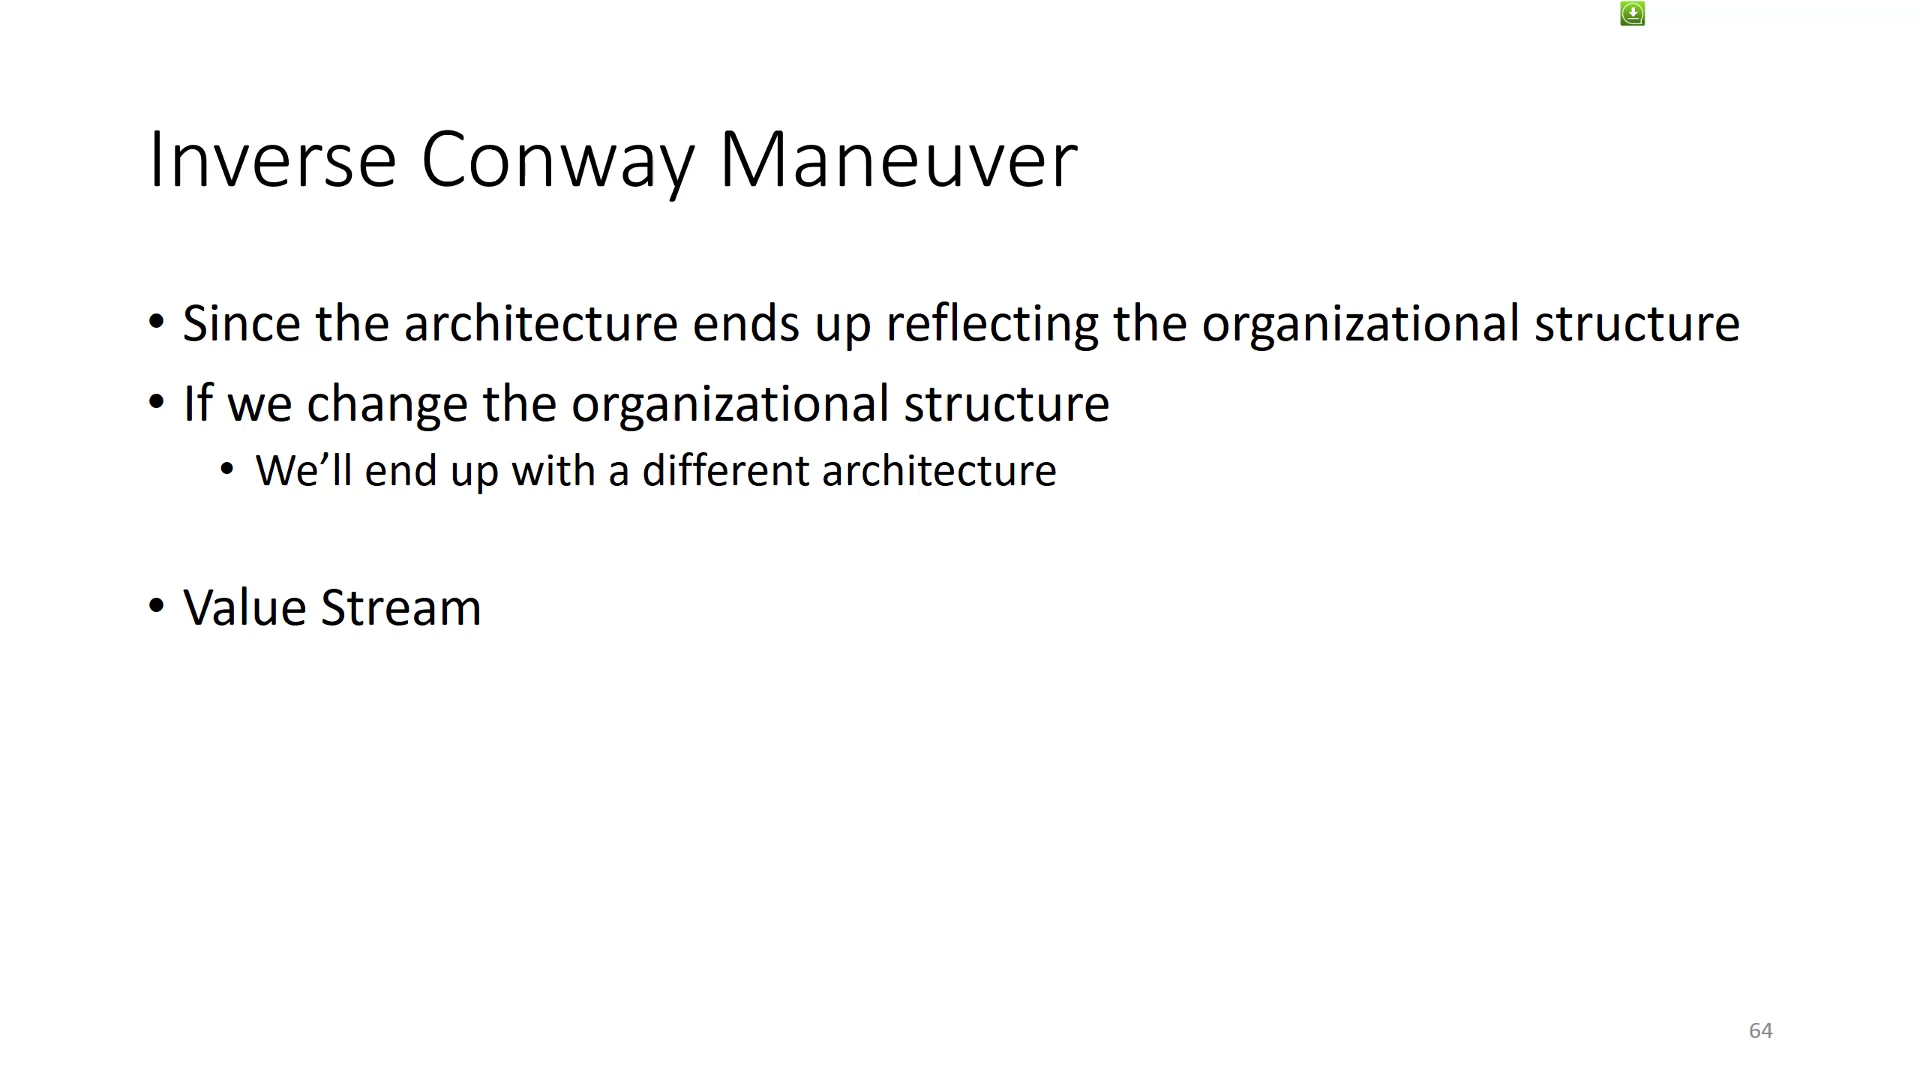 Inverse Conway Maneuver
• Since the architecture ends up reflecting the organizational structure
• If we change the organizational structure
• We’ll end up with a different architecture
• Value Stream
64